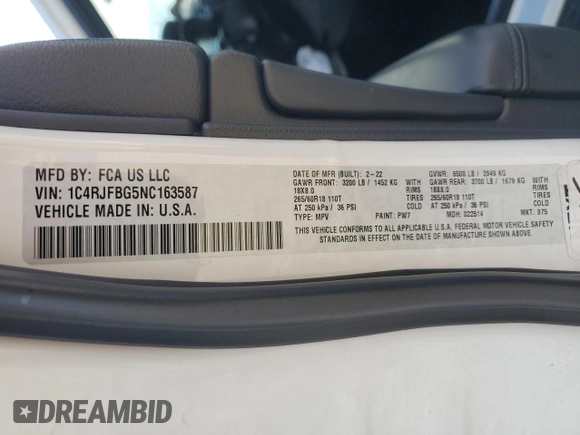 MFD BY: FCA US LLC
VIN: 1C4RJFBG5NC163587
VEHICLE MADE IN: U.S.A.
DATE OF MFR (BUILT): 2-22 GVWR: 6500 LB / 2949 KG
GAWR FRONT: 3200 LB / 1452 KG GAWR REAR: 3700 LB / 1679 KG
18X8.0 RIMS 18X8.0 RIMS
265/60R18 110T TIRES 265/60R18 110T TIRES
AT 250 kPa / 36 PSI COLD AT 250 kPa / 36 PSI COLD
TYPE: MPV PAINT: PW7 MDH: 022514 MKT: 875
THIS VEHICLE CONFORMS TO ALL APPLICABLE U.S.A. FEDERAL MOTOR VEHICLE
STANDARDS IN EFFECT ON THE DATE OF MANUFACTURE SHOWN ABOVE
DREAMBID